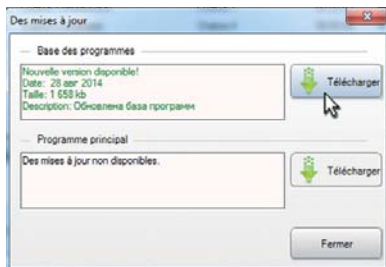 Des mises à jour
Base des programmes
Nouvelle version disponible!
Date: 28 авг 2014
Taille: 1 658 kb
Description: Обновлена база программ
Télécharger
Programme principal
Des mises à jour non disponibles.
Télécharger
Fermer